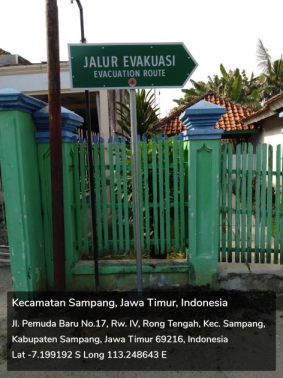 JALUR EVAKUASI
EVACUATION ROUTE
Kecamatan Sampang, Jawa Timur, Indonesia
Jl. Pemuda Baru No.17, Rw. IV, Rong Tengah, Kec. Sampang,
Kabupaten Sampang, Jawa Timur 69216, Indonesia
Lat -7.199192 S Long 113.248643 E